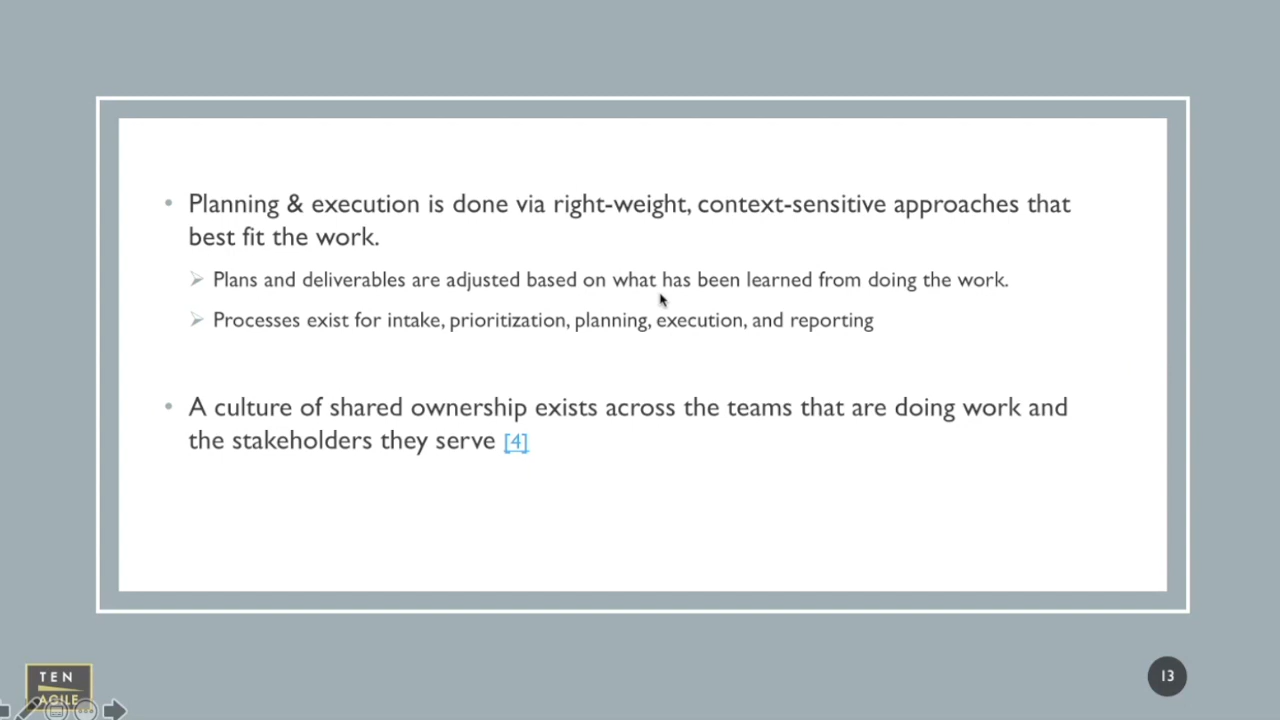 Planning & execution is done via right-weight, context-sensitive approaches that
best fit the work.
Plans and deliverables are adjusted based on what has been learned from doing the work.
Processes exist for intake, prioritization, planning, execution, and reporting
A culture of shared ownership exists across the teams that are doing work and
the stakeholders they serve [4]
TEN
AGILE
13